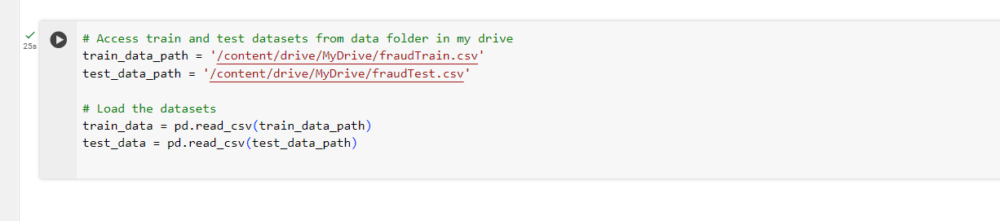 # Access train and test datasets from data folder in my drive
25s
train_data_path = '/content/drive/MyDrive/fraudTrain.csv'
test_data_path = '/content/drive/MyDrive/fraudTest.csv'
# Load the datasets
train_data = pd.read_csv(train_data_path)
test_data = pd.read_csv(test_data_path)